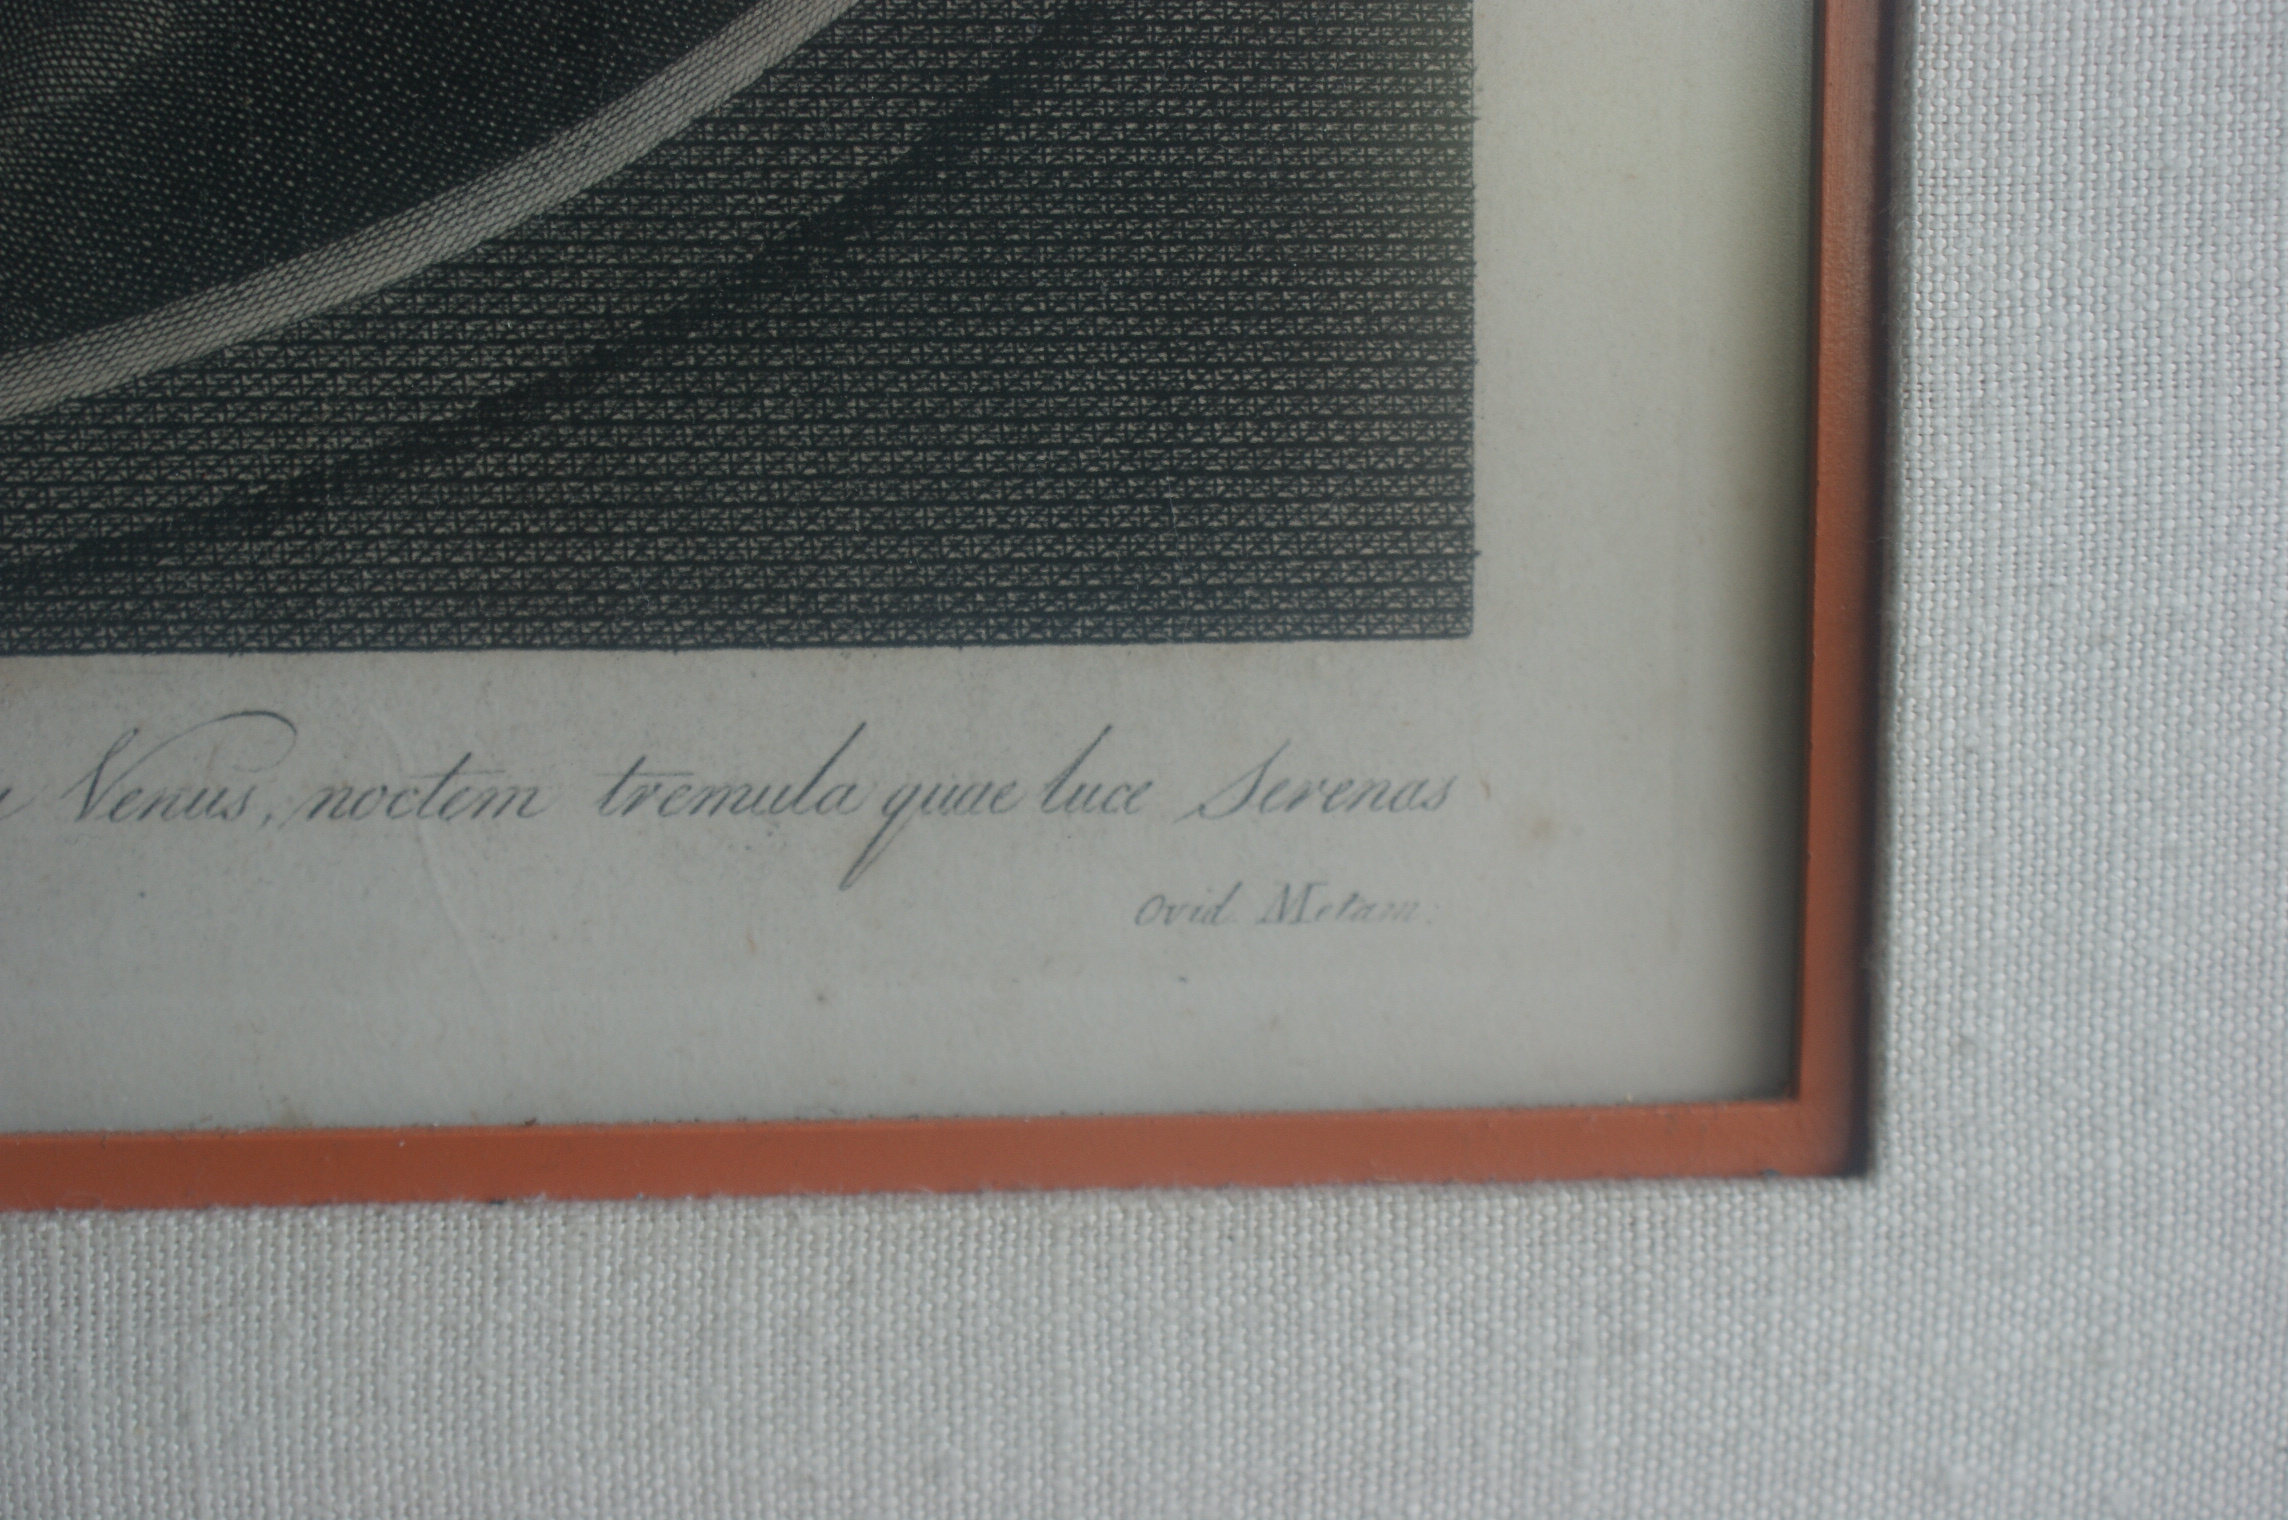 Venus, noctem tremula quae luce Serenas
Ovid. Metam: